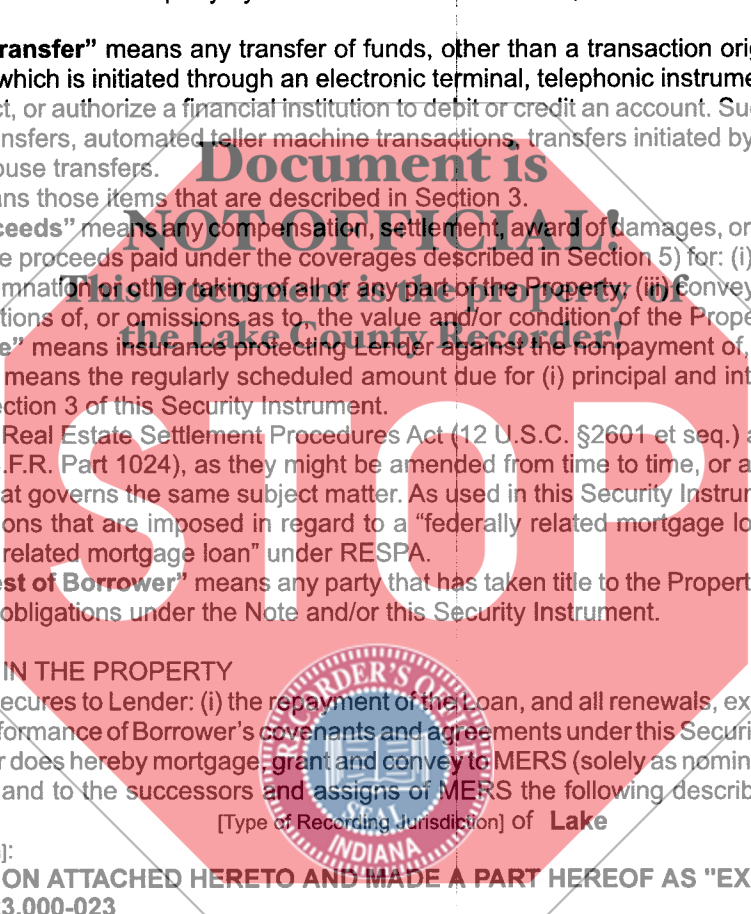 ransfer” means any transfer of funds, other than a transaction orig
which is initiated through an electronic terminal, telephonic instrume
ct, or authorize a financial institution to debit or credit an account. Su
nsfers, automated teller machine transactions, transfers initiated by
ouse transfers.
Document is
ans those items that are described in Section 3.
NOT OFFICIAL!
ceeds” means any compensation, settlement, award of damages, or
e proceeds paid under the coverages described in Section 5) for: (i)
This Document is the property of
mnation or other taking of all or any part of the Property; (iii) convey
tions of, or omissions as to, the value and/or condition of the Prope
the Lake County Recorder!
e” means insurance protecting Lender against the nonpayment of,
means the regularly scheduled amount due for (i) principal and int
ection 3 of this Security Instrument.
STOP
Real Estate Settlement Procedures Act (12 U.S.C. §2601 et seq.) a
.F.R. Part 1024), as they might be amended from time to time, or a
at governs the same subject matter. As used in this Security Instrum
ions that are imposed in regard to a “federally related mortgage lo
related mortgage loan” under RESPA.
est of Borrower” means any party that has taken title to the Propert
obligations under the Note and/or this Security Instrument.
IN THE PROPERTY
ecures to Lender: (i) the repayment of the Loan, and all renewals, ex
formance of Borrower’s covenants and agreements under this Securi
r does hereby mortgage, grant and convey to MERS (solely as nomin
and to the successors and assigns of MERS the following describ
[Type of Recording Jurisdiction] of Lake
]:
ON ATTACHED HERETO AND MADE A PART HEREOF AS "EX
3.000-023
RECORDER'S OFFICE
SEAL
INDIANA